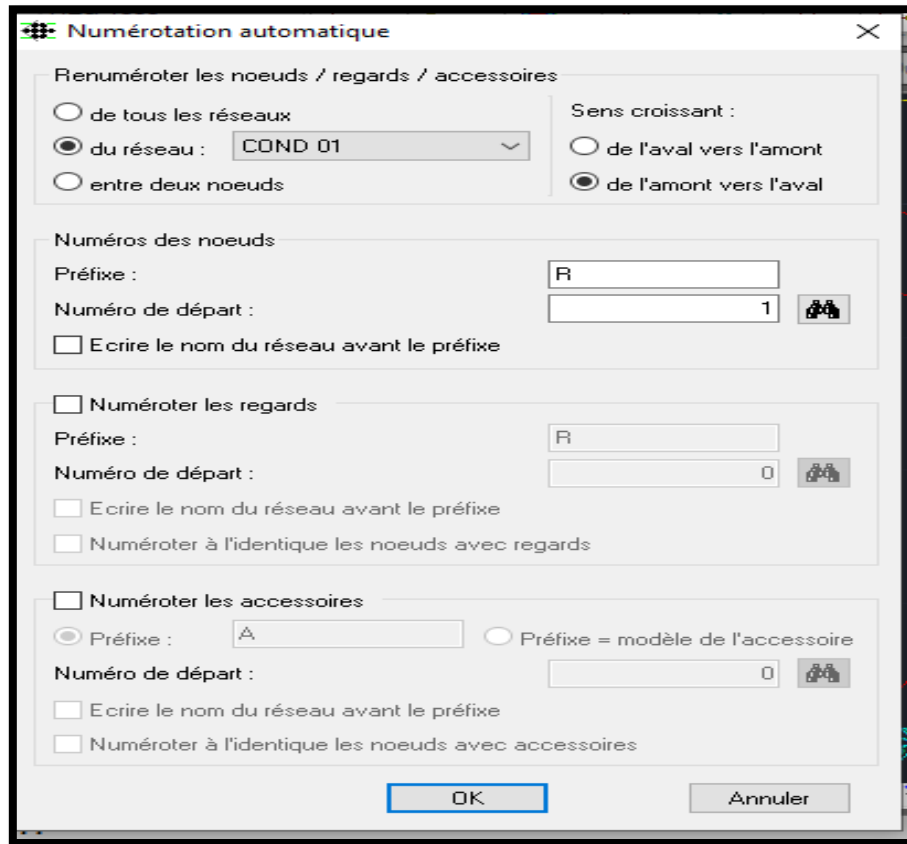 Numérotation automatique
Renuméroter les noeuds / regards / accessoires
de tous les réseaux
du réseau : COND 01
entre deux noeuds
Sens croissant :
de l'aval vers l'amont
de l'amont vers l'aval
Numéros des noeuds
Préfixe : R
Numéro de départ : 1
Ecrire le nom du réseau avant le préfixe
Numéroter les regards
Préfixe : R
Numéro de départ : 0
Ecrire le nom du réseau avant le préfixe
Numéroter à l'identique les noeuds avec regards
Numéroter les accessoires
Préfixe : A Préfixe = modèle de l'accessoire
Numéro de départ : 0
Ecrire le nom du réseau avant le préfixe
Numéroter à l'identique les noeuds avec accessoires
OK Annuler